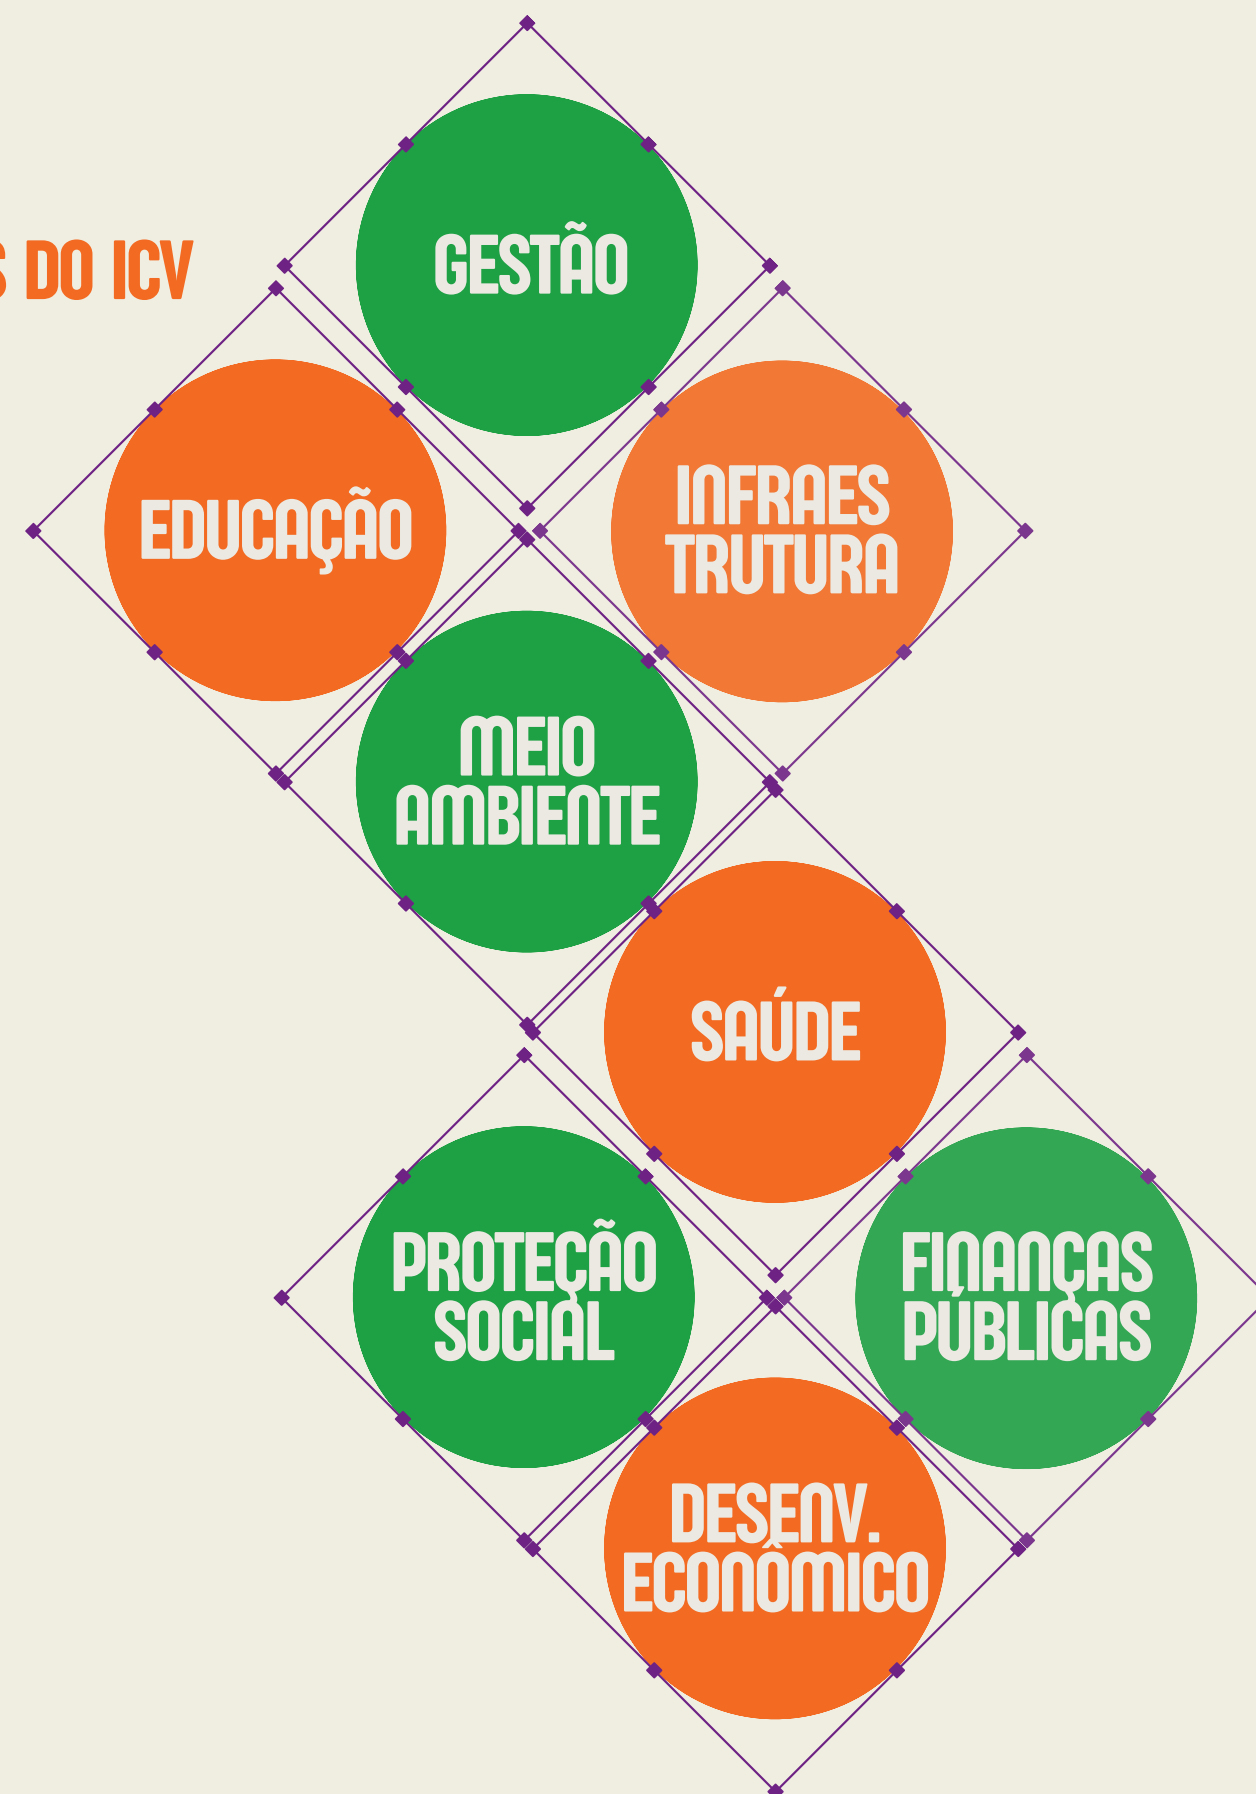 GESTÃO
DO ICV
EDUCAÇÃO
INFRAES
TRUTURA
MEIO
AMBIENTE
SAÚDE
PROTEÇÃO
SOCIAL
FINANÇAS
PÚBLICAS
DESENV.
ECONÔMICO